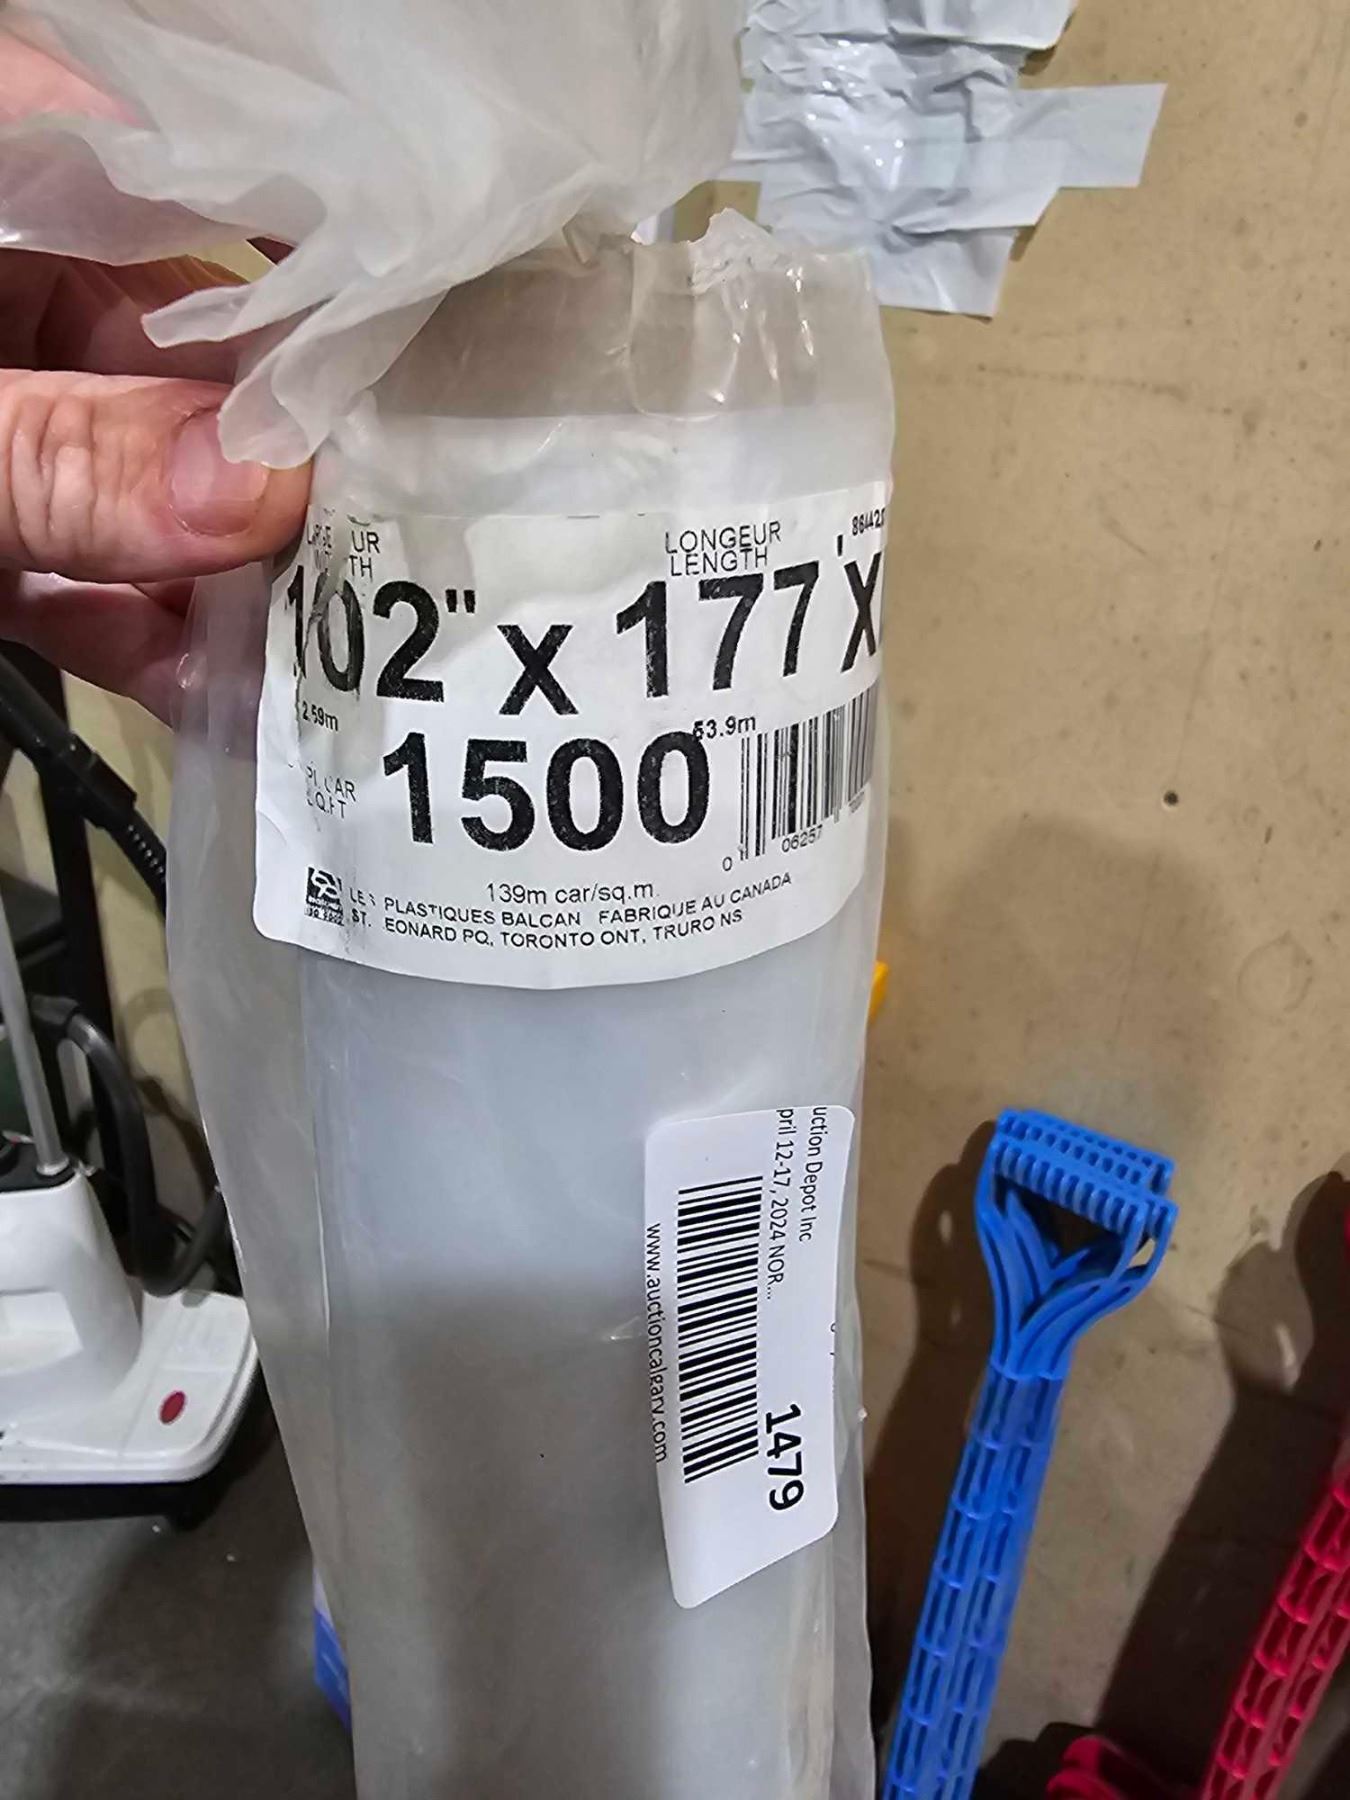 LONGEUR
LENGTH
102" x 177' X
2.59m
53.9m
1500
0 06257
139m car/sq.m.
PLASTIQUES BALCAN FABRIQUE AU CANADA
PQ, TORONTO ONT, TRURO NS
uction Depot Inc
pril 12-17, 2024 NOR...
1479
www.auctioncalgary.com